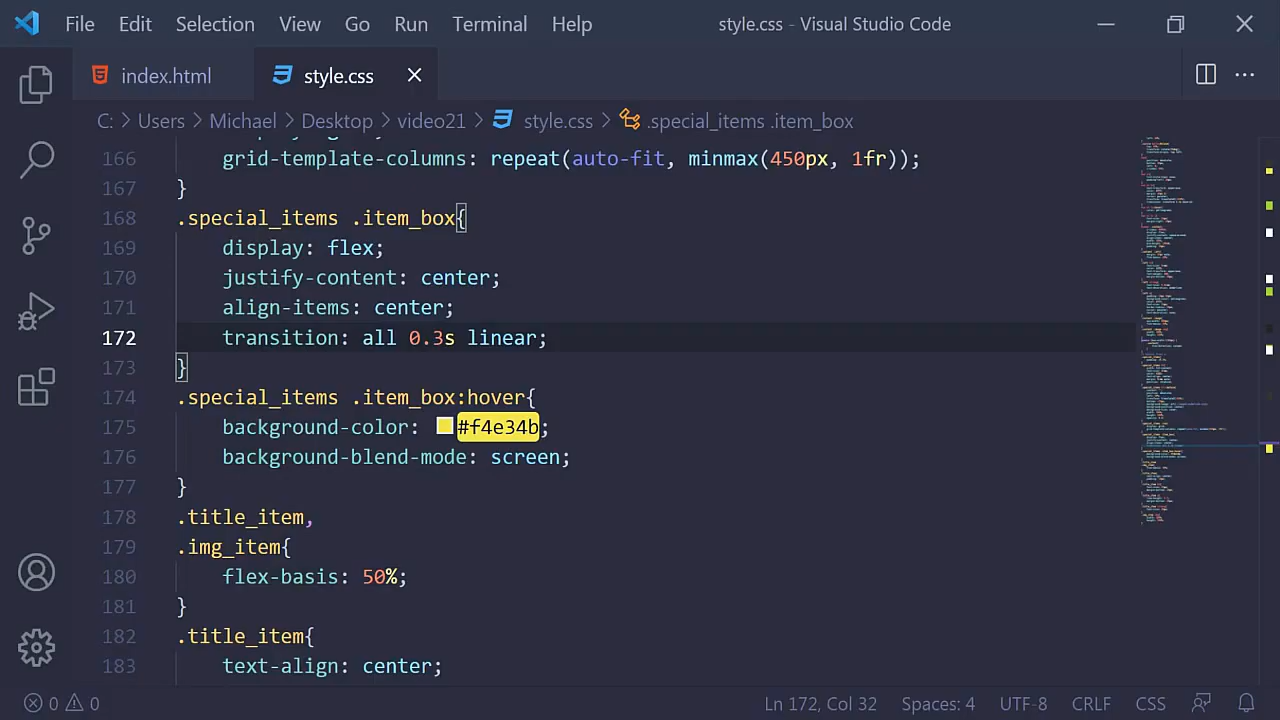 File Edit Selection View Go Run Terminal Help style.css - Visual Studio Code
index.html style.css
C: > Users > Michael > Desktop > video21 > style.css > .special_items .item_box
166 grid-template-columns: repeat(auto-fit, minmax(450px, 1fr));
167 }
168 .special_items .item_box{
169 display: flex;
170 justify-content: center;
171 align-items: center;
172 transition: all 0.3s linear;
173 }
174 .special_items .item_box:hover{
175 background-color: #f4e34b;
176 background-blend-mode: screen;
177 }
178 .title_item,
179 .img_item{
180 flex-basis: 50%;
181 }
182 .title_item{
183 text-align: center;
0 0 Ln 172, Col 32 Spaces: 4 UTF-8 CRLF CSS